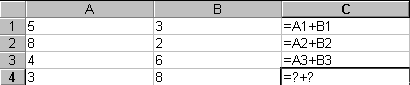 A B C
1 5 3 =A1+B1
2 8 2 =A2+B2
3 4 6 =A3+B3
4 3 8 =?+?